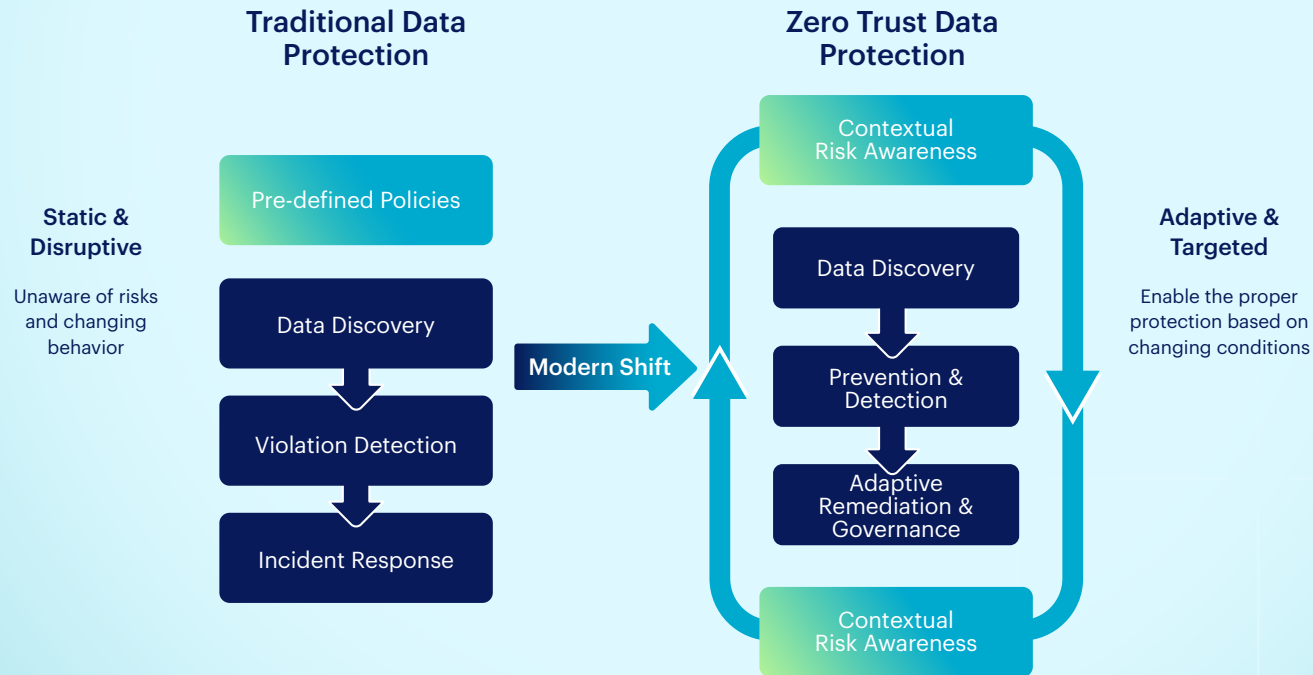 Traditional Data
Protection
Static &
Disruptive
Unaware of risks
and changing
behavior
Pre-defined Policies
Data Discovery
Violation Detection
Incident Response
Modern Shift
Zero Trust Data
Protection
Contextual
Risk Awareness
Data Discovery
Prevention &
Detection
Adaptive
Remediation &
Governance
Contextual
Risk Awareness
Adaptive &
Targeted
Enable the proper
protection based on
changing conditions